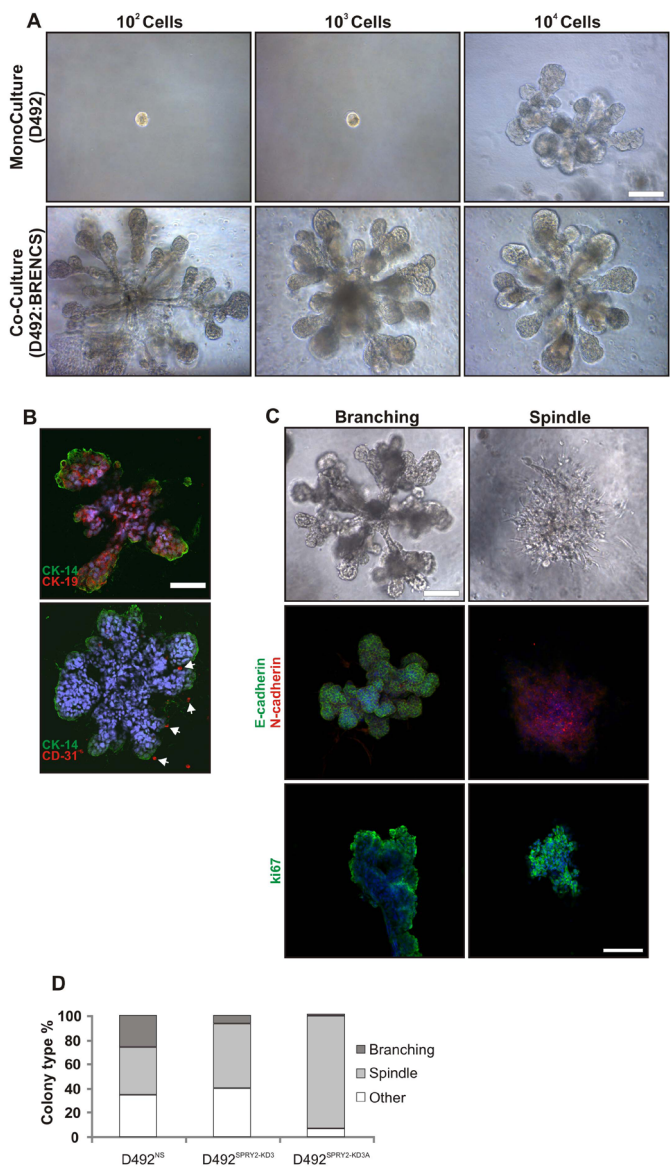 A
10² Cells
10³ Cells
10⁴ Cells
MonoCulture
(D492)
Co-Culture
(D492:BRENCS)
B
CK-14
CK-19
CK-14
CD-31
C
Branching
Spindle
E-cadherin
N-cadherin
ki67
D
Colony type %
100
80
60
40
20
0
Branching
Spindle
Other
D492^NS
D492^SPRY2-KD3
D492^SPRY2-KD3A